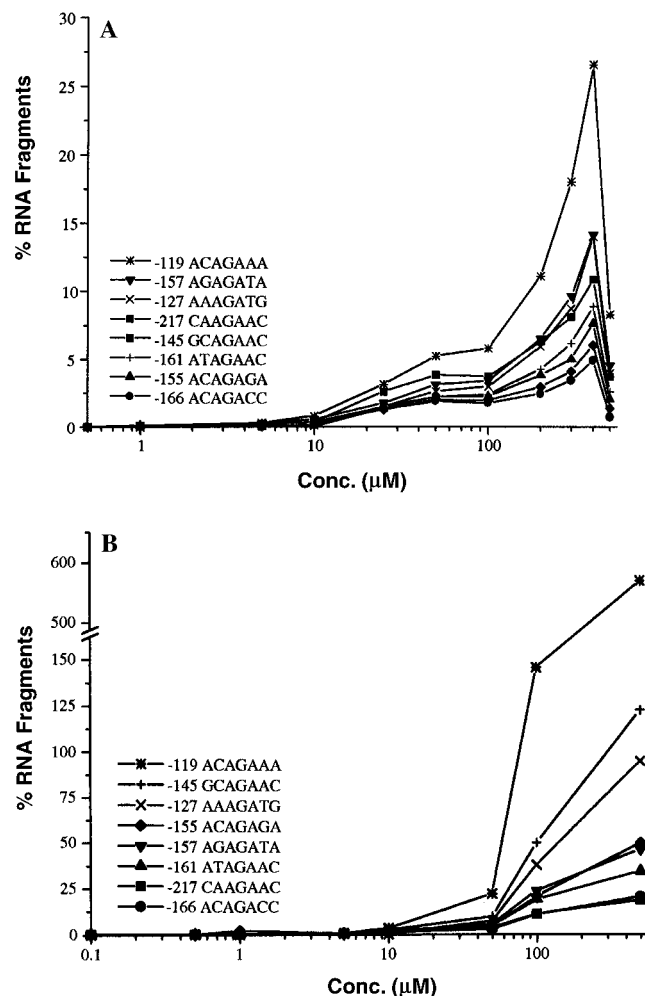 A
30
25
20
15
10
5
0
% RNA Fragments
-119 ACAGAAA
-157 AGAGATA
-127 AAAGATG
-217 CAAGAAC
-145 GCAGAAC
-161 ATAGAAC
-155 ACAGAGA
-166 ACAGACC
1
10
100
Conc. (μM)
B
600
500
150
125
100
75
50
25
0
% RNA Fragments
-119 ACAGAAA
-145 GCAGAAC
-127 AAAGATG
-155 ACAGAGA
-157 AGAGATA
-161 ATAGAAC
-217 CAAGAAC
-166 ACAGACC
0.1
1
10
100
Conc. (μM)